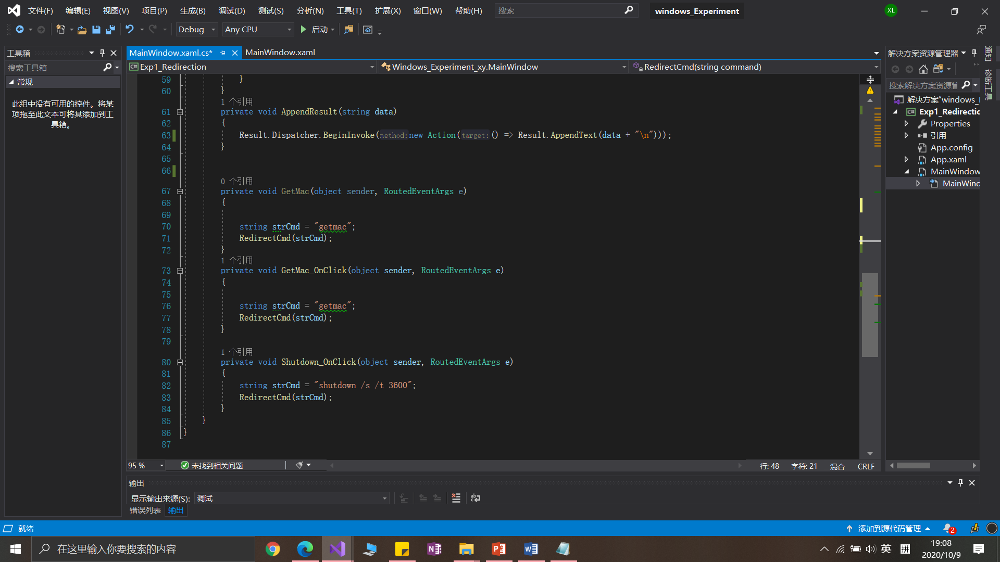 文件(F) 编辑(E) 视图(V) 项目(P) 生成(B) 调试(D) 测试(S) 分析(N) 工具(T) 扩展(X) 窗口(W) 帮助(H) 搜索 windows_Experiment XL
Debug Any CPU 启动
工具箱
搜索工具箱
常规
此组中没有可用的控件。将某
项拖至此文本可将其添加到工
具箱。
MainWindow.xaml.cs* MainWindow.xaml
Exp1_Redirection Windows_Experiment_xy.MainWindow RedirectCmd(string command)
59 }
60 }
1 个引用
61 private void AppendResult(string data)
62 {
63 Result.Dispatcher.BeginInvoke(method:new Action(target:() => Result.AppendText(data + "\n")));
64 }
65
66
0 个引用
67 private void GetMac(object sender, RoutedEventArgs e)
68 {
69
70 string strCmd = "getmac";
71 RedirectCmd(strCmd);
72 }
1 个引用
73 private void GetMac_OnClick(object sender, RoutedEventArgs e)
74 {
75
76 string strCmd = "getmac";
77 RedirectCmd(strCmd);
78 }
79
1 个引用
80 private void Shutdown_OnClick(object sender, RoutedEventArgs e)
81 {
82 string strCmd = "shutdown /s /t 3600";
83 RedirectCmd(strCmd);
84 }
85 }
86 }
87
95 % 未找到相关问题 行: 48 字符: 21 混合 CRLF
输出
显示输出来源(S): 调试
错误列表 输出
解决方案资源管理器
搜索解决方案资源管
解决方案"windows_
Exp1_Redirectic
Properties
引用
App.config
App.xaml
MainWindow
MainWinc
通知
诊断工具
就绪 添加到源代码管理 2
在这里输入你要搜索的内容 英 拼 19:08
2020/10/9